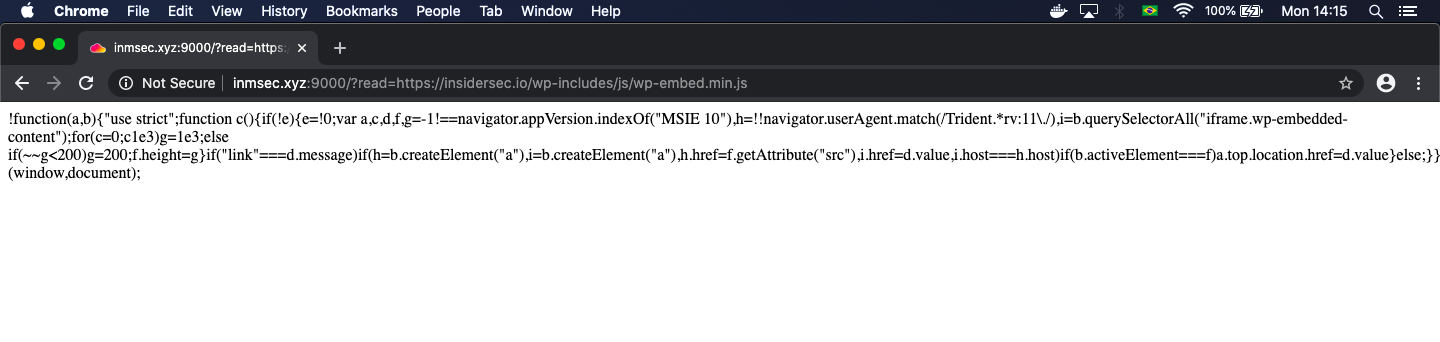 Chrome File Edit View History Bookmarks People Tab Window Help 100% Mon 14:15
inmsec.xyz:9000/?read=https:
Not Secure inmsec.xyz:9000/?read=https://insidersec.io/wp-includes/js/wp-embed.min.js
!function(a,b){"use strict";function c(){if(!e){e=!0;var a,c,d,f,g=-1!==navigator.appVersion.indexOf("MSIE 10"),h=!!navigator.userAgent.match(/Trident.*rv:11\./),i=b.querySelectorAll("iframe.wp-embedded-
content");for(c=0;c1e3)g=1e3;else
if(~~g<200)g=200;f.height=g}if("link"===d.message)if(h=b.createElement("a"),i=b.createElement("a"),h.href=f.getAttribute("src"),i.href=d.value,i.host===h.host)if(b.activeElement===f)a.top.location.href=d.value}else;}}
(window,document);